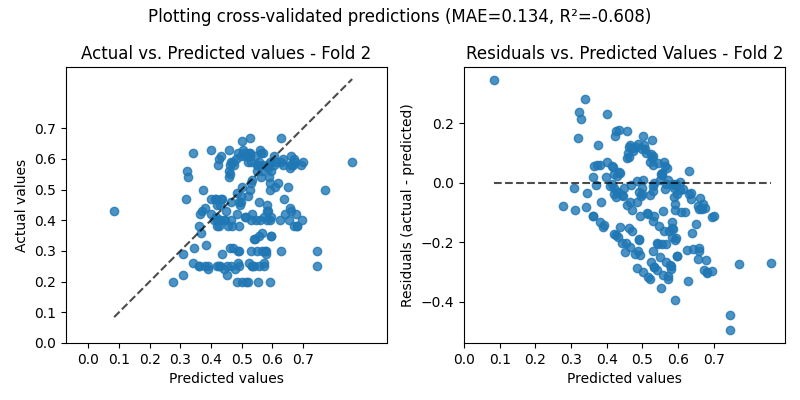 Plotting cross-validated predictions (MAE=0.134, R²=-0.608)
Actual vs. Predicted values - Fold 2
Actual values
0.7
0.6
0.5
0.4
0.3
0.2
0.1
0.0
0.0 0.1 0.2 0.3 0.4 0.5 0.6 0.7
Predicted values
Residuals vs. Predicted Values - Fold 2
Residuals (actual - predicted)
0.2
0.0
−0.2
−0.4
0.0 0.1 0.2 0.3 0.4 0.5 0.6 0.7
Predicted values